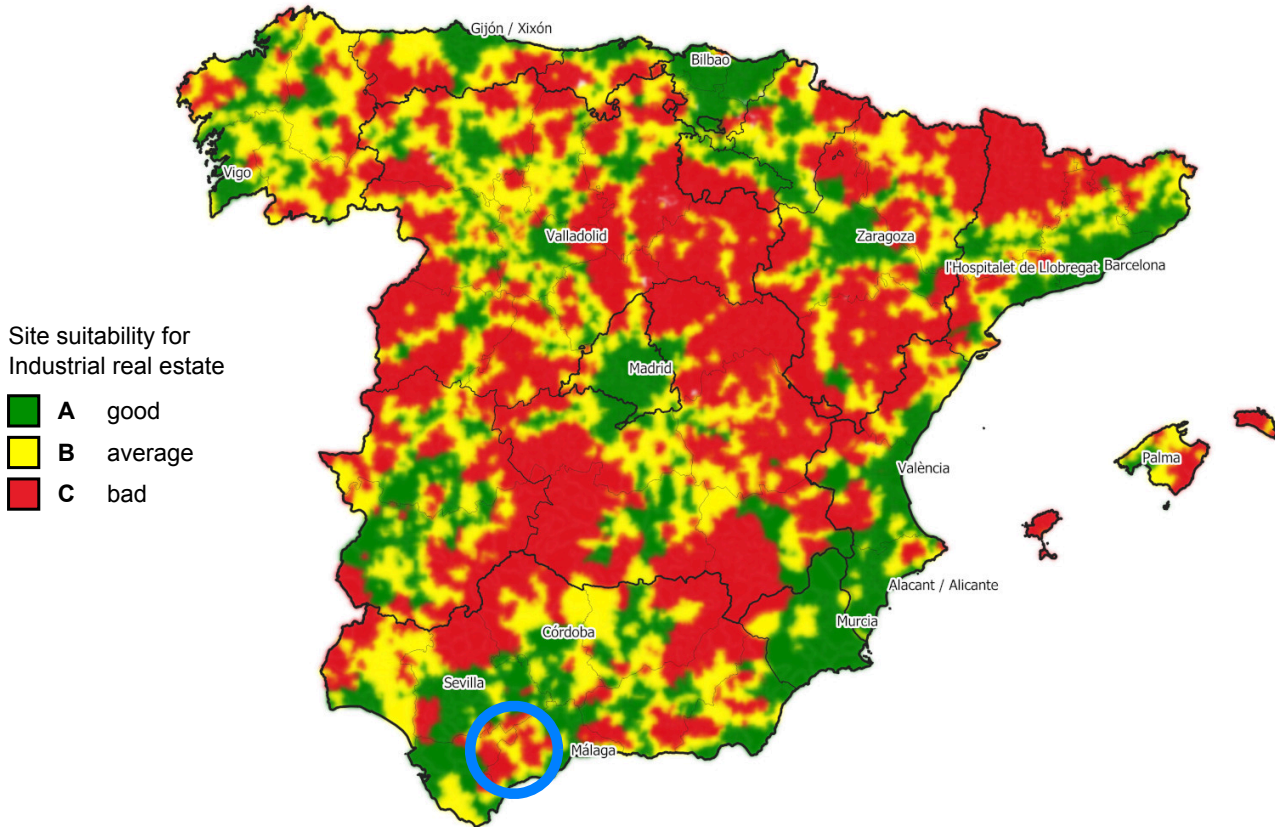 Gijón / Xixón
Bilbao
Vigo
Valladolid
Zaragoza
l'Hospitalet de Llobregat
Barcelona
Site suitability for
Industrial real estate
A good
B average
C bad
Madrid
Palma
València
Alacant / Alicante
Murcia
Córdoba
Sevilla
Málaga